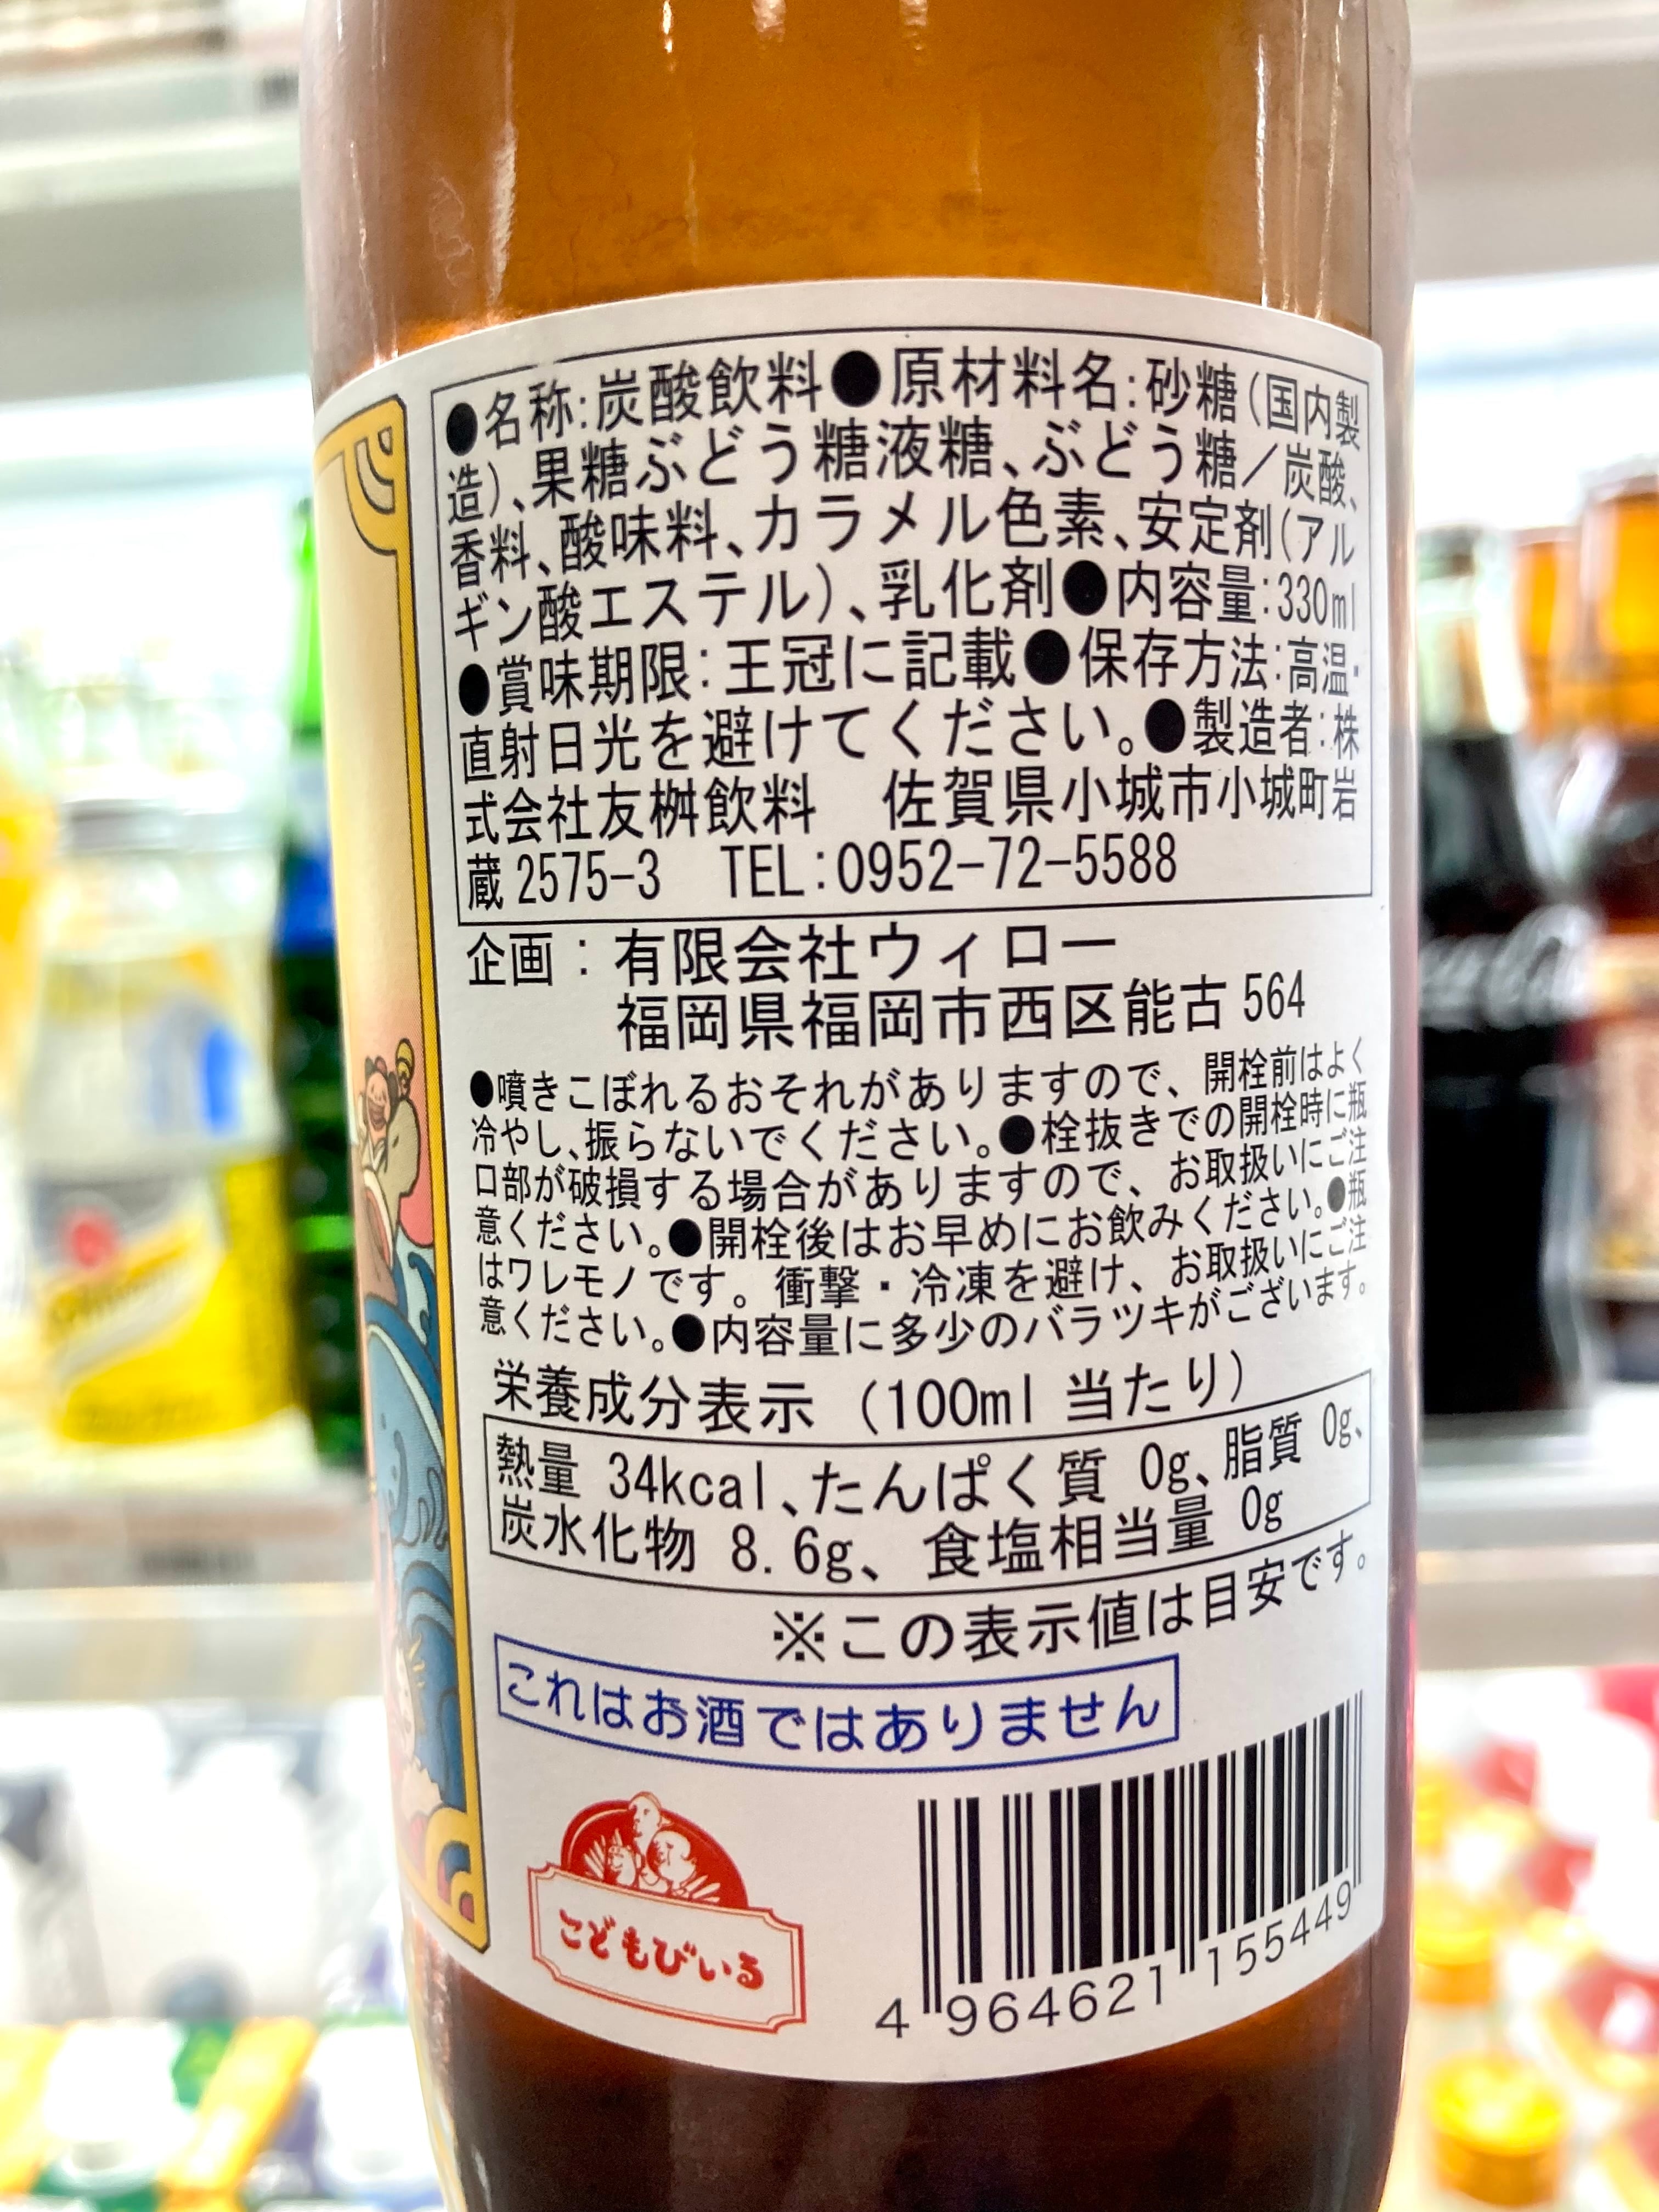 ●名称:炭酸飲料●原材料名:砂糖(国内製
造)、果糖ぶどう糖液糖、ぶどう糖／炭酸、
香料、酸味料、カラメル色素、安定剤(アル
ギン酸エステル)、乳化剤●内容量:330ml
●賞味期限:王冠に記載●保存方法:高温・
直射日光を避けてください。●製造者:株
式会社友桝飲料　佐賀県小城市小城町岩
蔵2575-3　TEL:0952-72-5588
企画：有限会社ウィロー
福岡県福岡市西区能古564
●噴きこぼれるおそれがありますので、開栓前はよく
冷やし、振らないでください。●栓抜きでの開栓時に瓶
口部が破損する場合がありますので、お取扱いにご注
意ください。●開栓後はお早めにお飲みください。●瓶
はワレモノです。衝撃・冷凍を避け、お取扱いにご注
意ください。●内容量に多少のバラツキがございます。
栄養成分表示（100ml当たり）
熱量 34kcal、たんぱく質 0g、脂質 0g、
炭水化物 8.6g、食塩相当量 0g
※この表示値は目安です。
これはお酒ではありません
こどもびいる
4 964621 155449